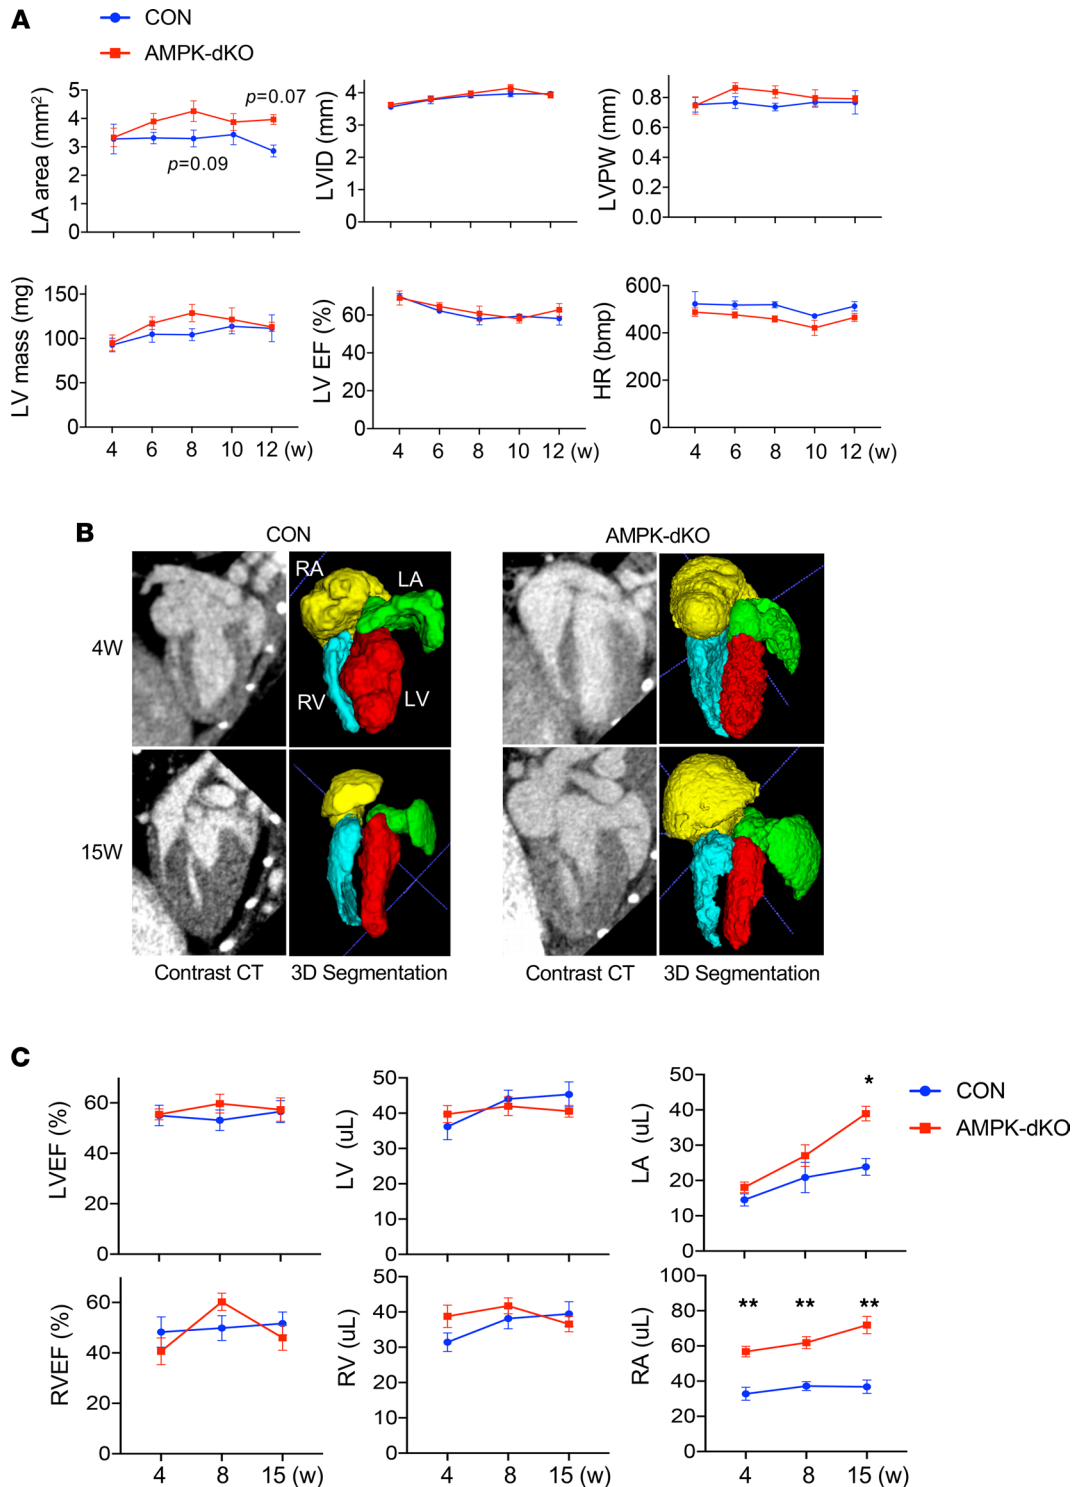 A
CON
AMPK-dKO
LA area (mm²)
5
4
3
2
1
0
p=0.07
p=0.09
LVID (mm)
4
3
2
1
0
LVPW (mm)
0.8
0.6
0.4
0.2
0.0
LV mass (mg)
150
100
50
0
4 6 8 10 12 (w)
LV EF (%)
60
40
20
0
4 6 8 10 12 (w)
HR (bmp)
600
400
200
0
4 6 8 10 12 (w)
B
CON
AMPK-dKO
4W
RA
LA
RV
LV
15W
Contrast CT
3D Segmentation
Contrast CT
3D Segmentation
C
LVEF (%)
60
40
20
0
LV (uL)
50
40
30
20
10
0
LA (uL)
50
40
30
20
10
0
*
CON
AMPK-dKO
RVEF (%)
60
40
20
0
4 8 15 (w)
RV (uL)
50
40
30
20
10
0
4 8 15 (w)
RA (uL)
100
80
60
40
20
0
** ** **
4 8 15 (w)